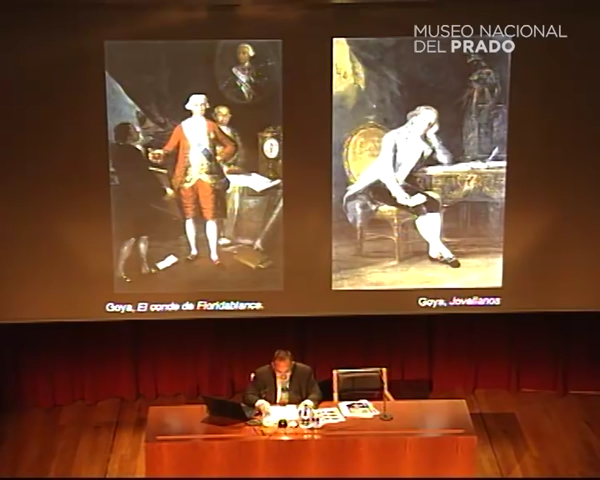 MUSEO NACIONAL
DEL PRADO
Goya, El conde de Floridablanca.
Goya, Jovellanos